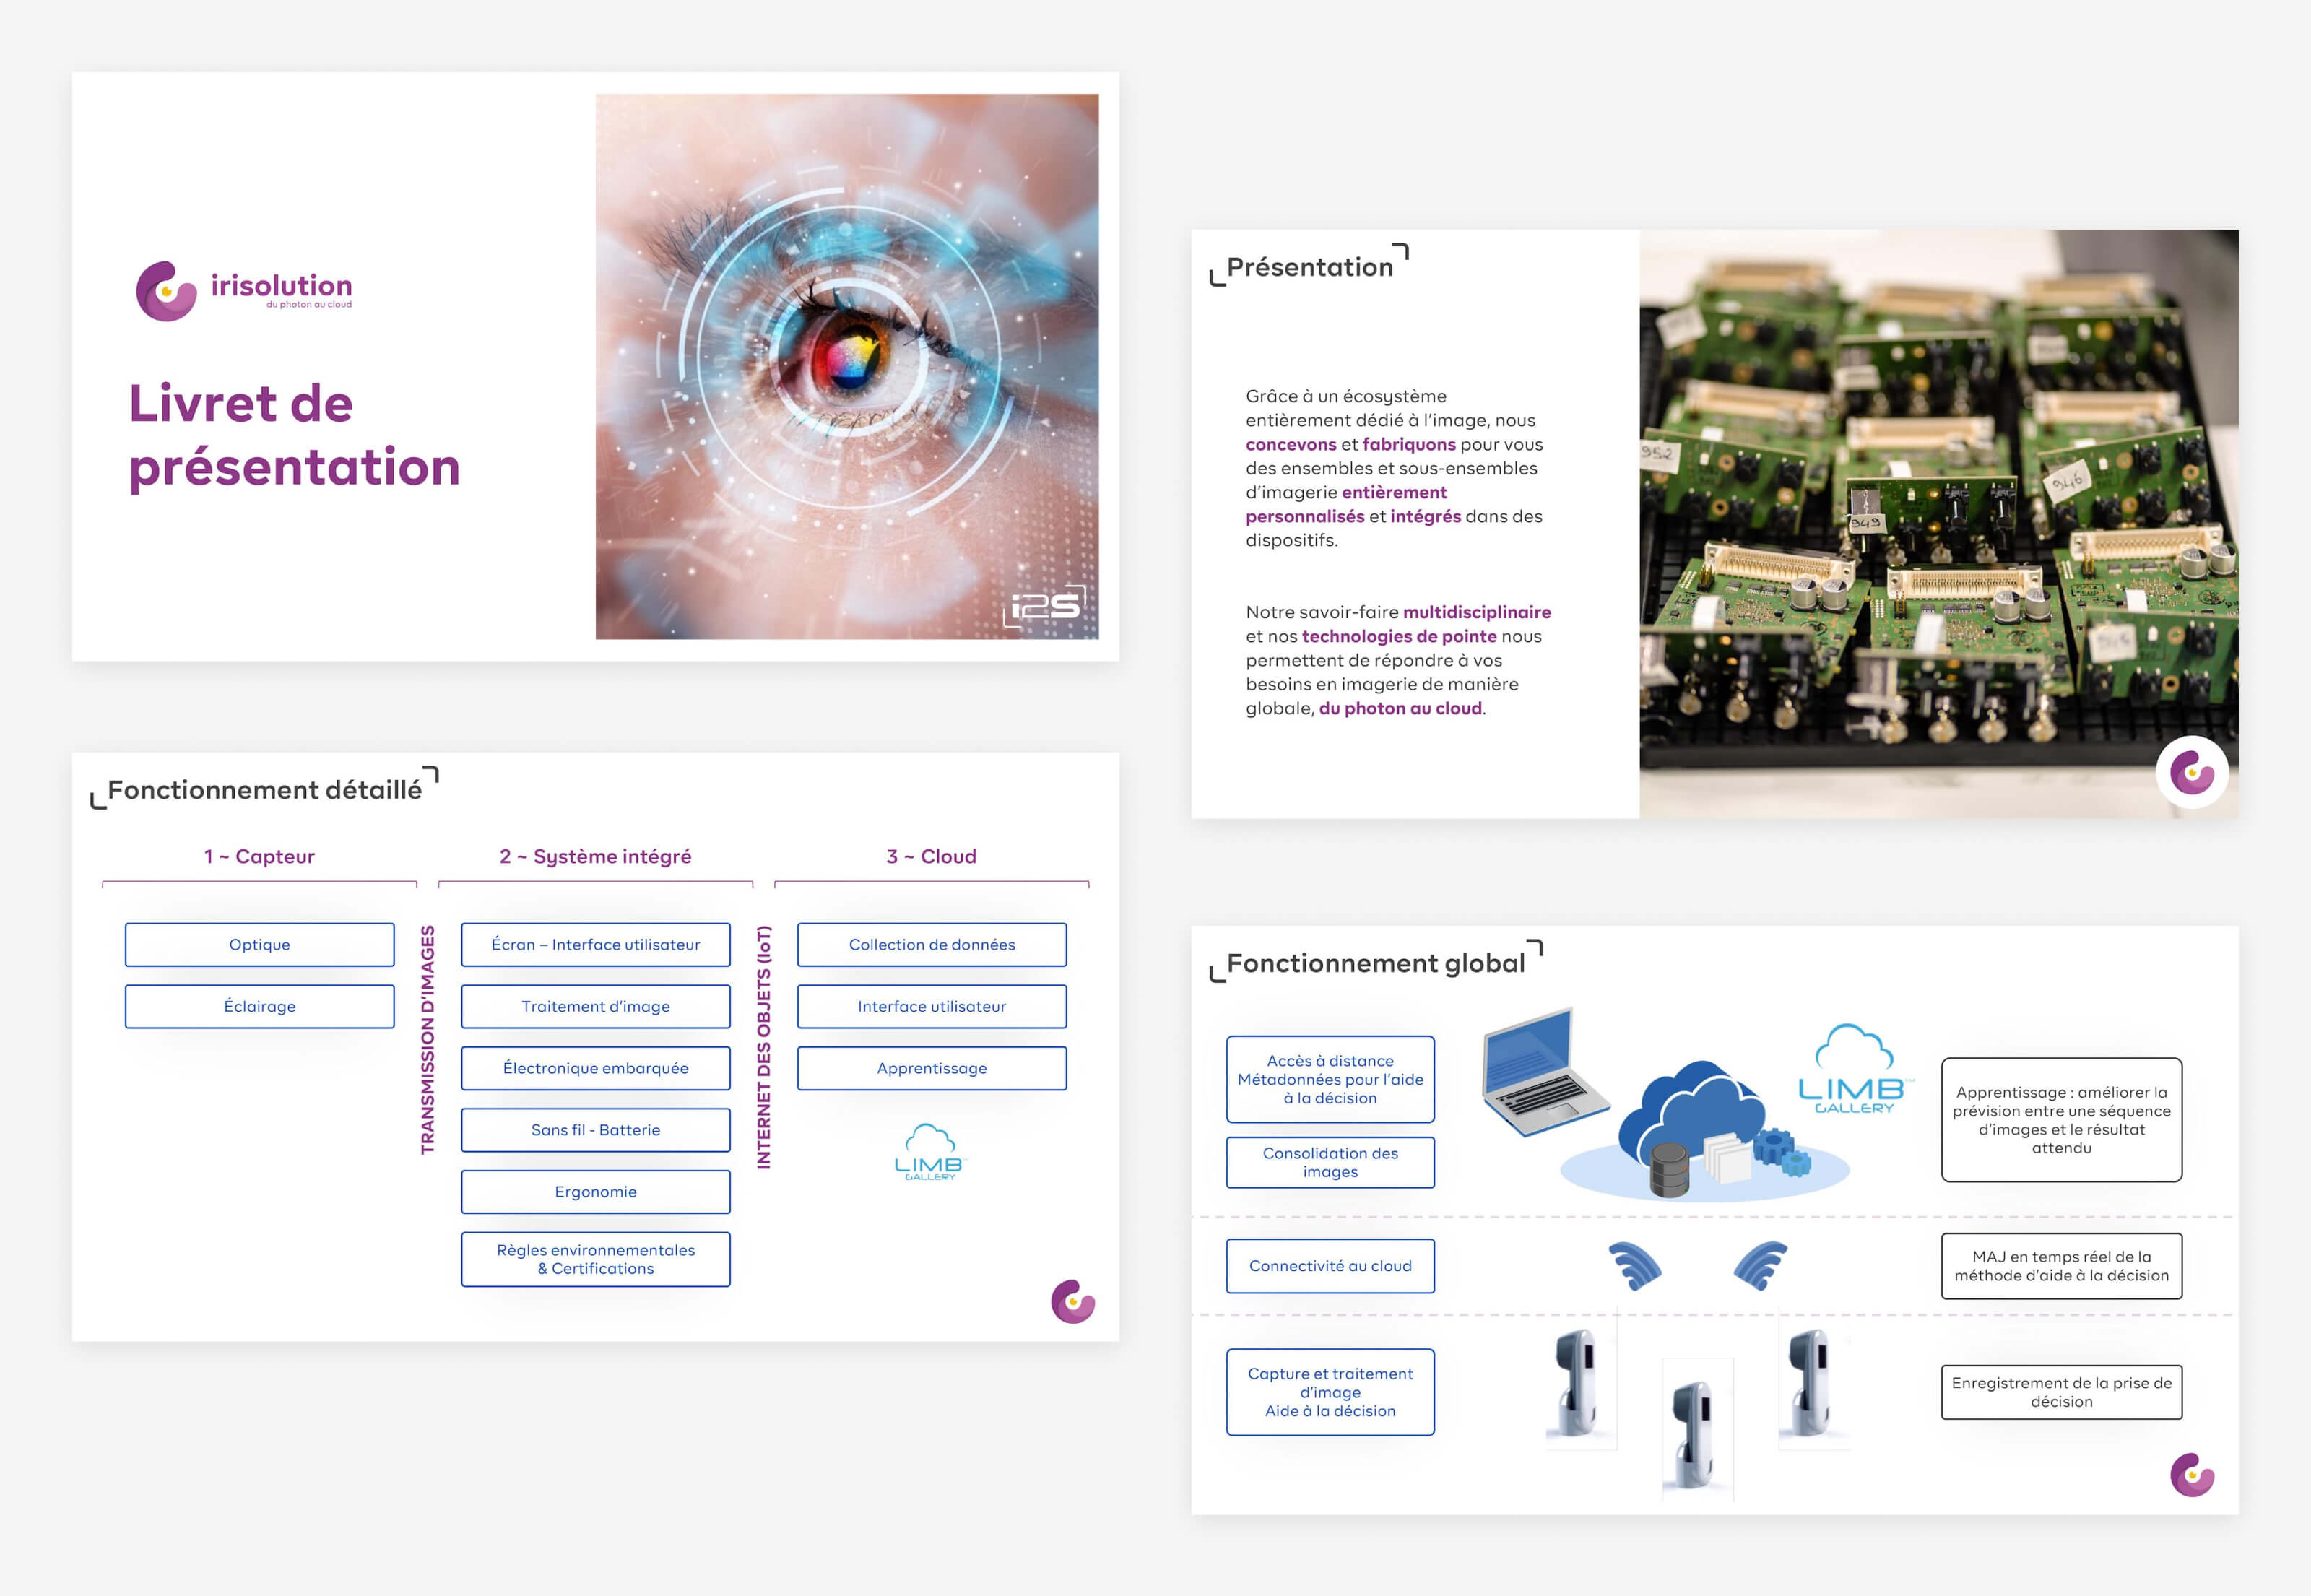 irisolution
du photon au cloud
Livret de
présentation
i2S
Présentation
Grâce à un écosystème
entièrement dédié à l'image, nous
concevons et fabriquons pour vous
des ensembles et sous-ensembles
d'imagerie entièrement
personnalisés et intégrés dans des
dispositifs.
Notre savoir-faire multidisciplinaire
et nos technologies de pointe nous
permettent de répondre à vos
besoins en imagerie de manière
globale, du photon au cloud.
952
949
946
Fonctionnement détaillé
1 ~ Capteur
Optique
Éclairage
TRANSMISSION D'IMAGES
2 ~ Système intégré
Écran – Interface utilisateur
Traitement d'image
Électronique embarquée
Sans fil - Batterie
Ergonomie
Règles environnementales
& Certifications
INTERNET DES OBJETS (IoT)
3 ~ Cloud
Collection de données
Interface utilisateur
Apprentissage
LIMB
GALLERY
Fonctionnement global
Accès à distance
Métadonnées pour l'aide
à la décision
Consolidation des
images
LIMB™
GALLERY
Apprentissage : améliorer la
prévision entre une séquence
d'images et le résultat
attendu
Connectivité au cloud
MAJ en temps réel de la
méthode d'aide à la décision
Capture et traitement
d'image
Aide à la décision
Enregistrement de la prise de
décision